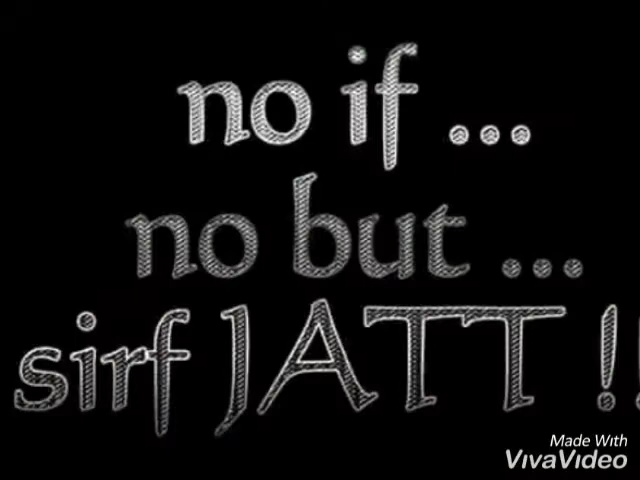 no if ...
no but ...
sirf JATT !!
Made With
VivaVideo